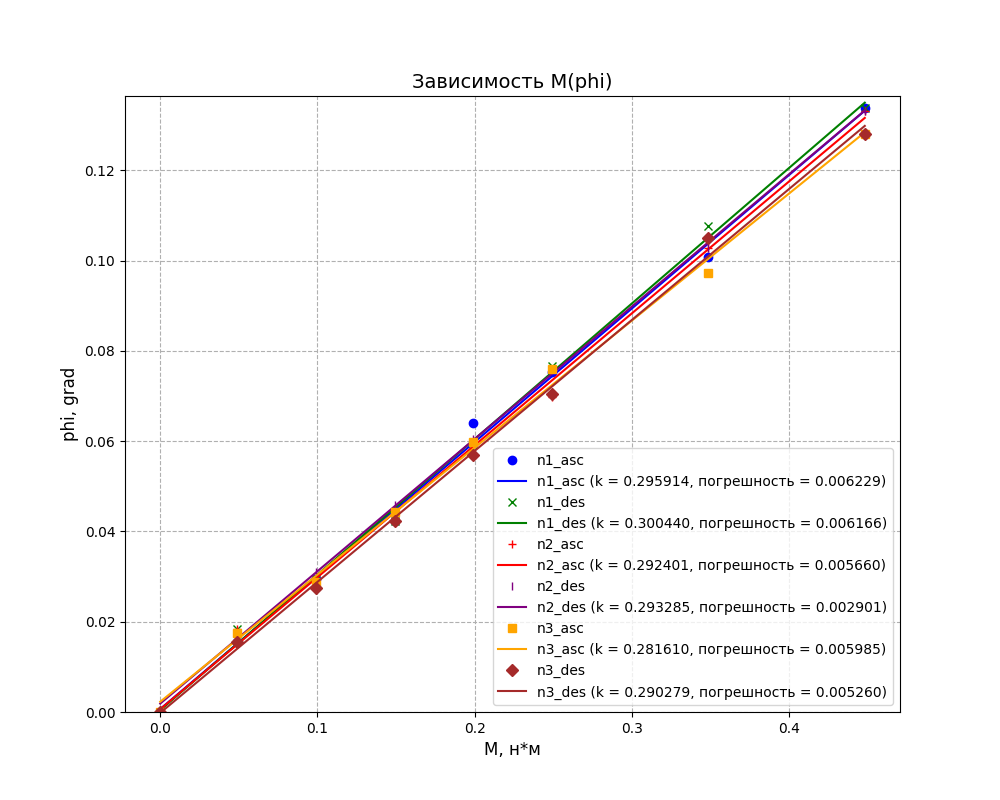 Зависимость M(phi)
phi, grad
0.12
0.10
0.08
0.06
0.04
0.02
0.00
0.0
0.1
0.2
0.3
0.4
M, н*м
n1_asc
n1_asc (k = 0.295914, погрешность = 0.006229)
n1_des
n1_des (k = 0.300440, погрешность = 0.006166)
n2_asc
n2_asc (k = 0.292401, погрешность = 0.005660)
n2_des
n2_des (k = 0.293285, погрешность = 0.002901)
n3_asc
n3_asc (k = 0.281610, погрешность = 0.005985)
n3_des
n3_des (k = 0.290279, погрешность = 0.005260)